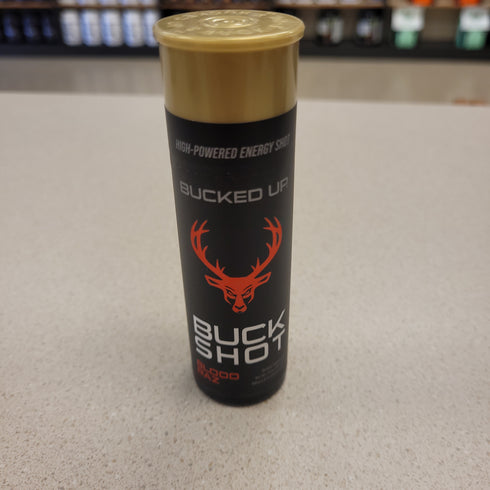 HIGH-POWERED ENERGY SHOT
BUCKED UP
BUCK
SHOT
BLOOD
RAZ